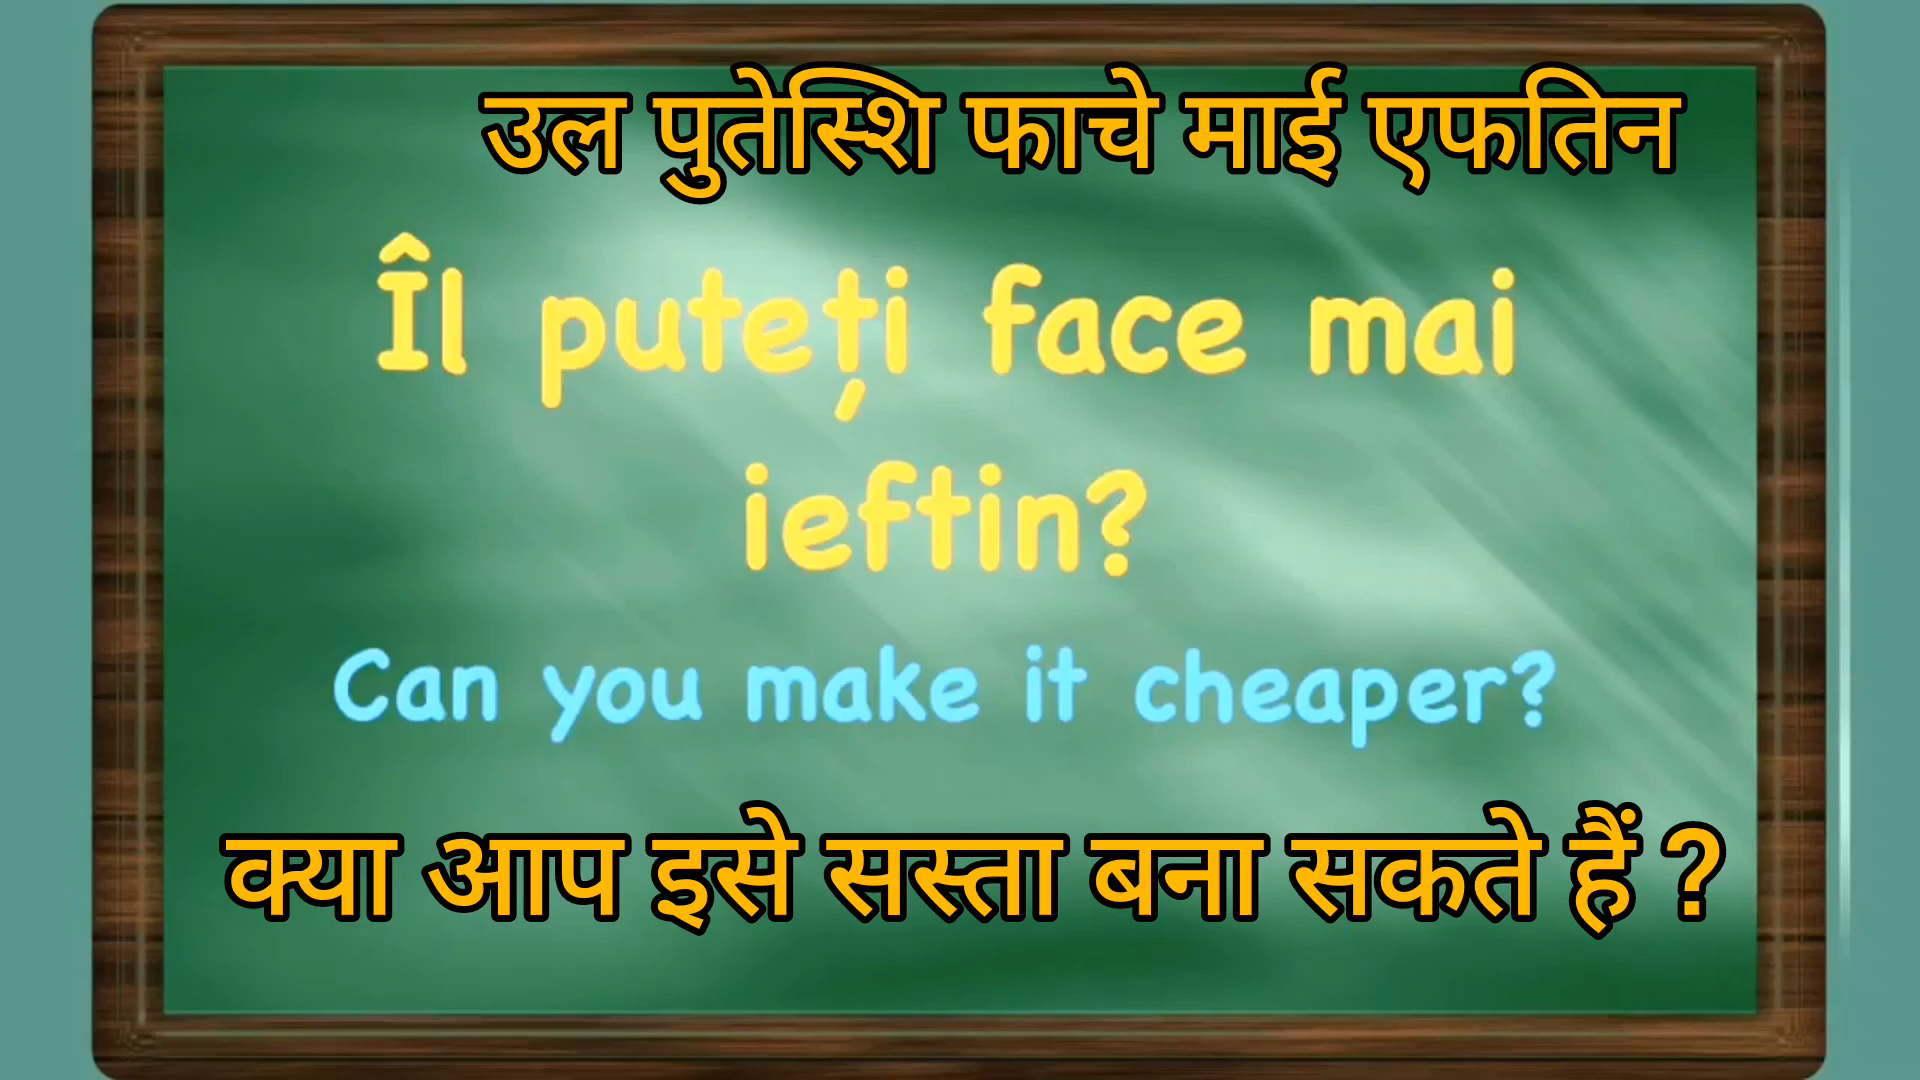 उल पुतेस्शि फाचे माई एफतिन
Îl puteți face mai
ieftin?
Can you make it cheaper?
क्या आप इसे सस्ता बना सकते हैं ?